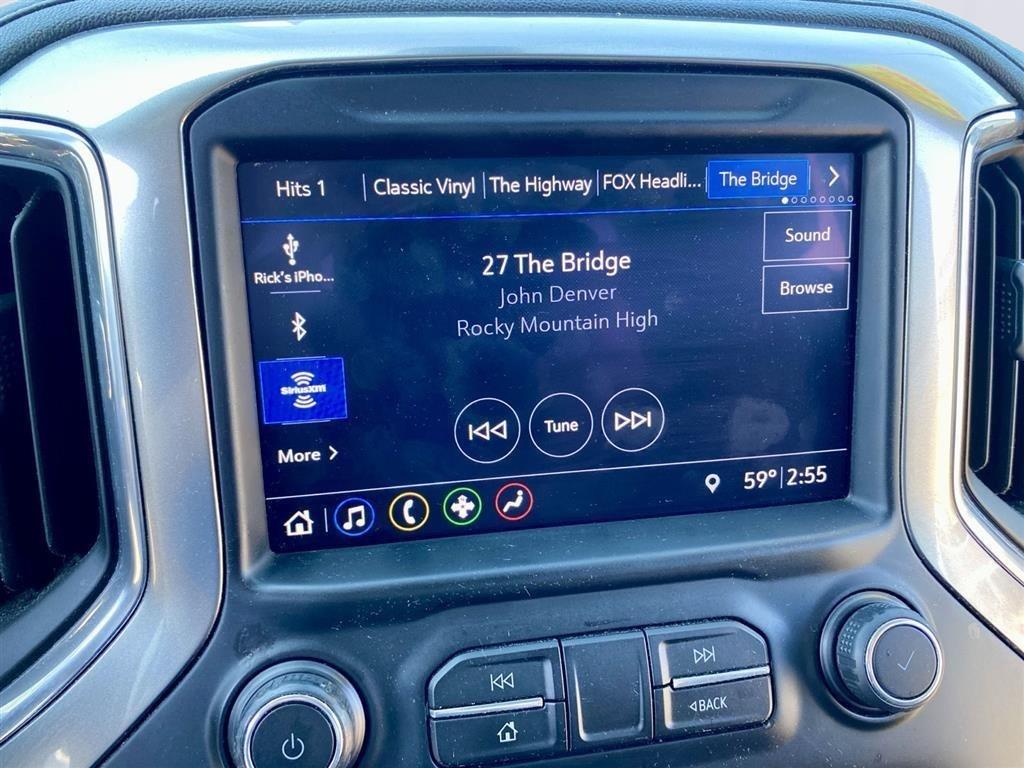 Hits 1
Classic Vinyl
The Highway
FOX Headli...
The Bridge
Sound
Rick's iPho...
27 The Bridge
John Denver
Rocky Mountain High
Browse
SiriusXM
Tune
More
59° 2:55
BACK